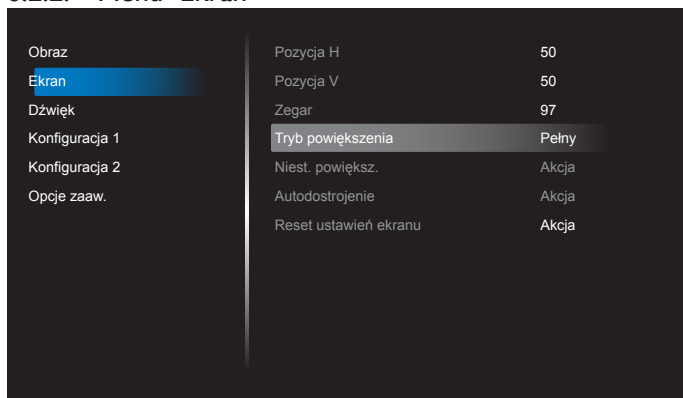 Obraz
Ekran
Dźwięk
Konfiguracja 1
Konfiguracja 2
Opcje zaaw.
Pozycja H 50
Pozycja V 50
Zegar 97
Tryb powiększenia Pełny
Niest. powiększ. Akcja
Autodostrojenie Akcja
Reset ustawień ekranu Akcja